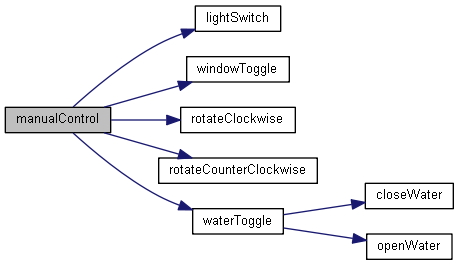 lightSwitch
windowToggle
manualControl
rotateClockwise
rotateCounterClockwise
closeWater
waterToggle
openWater